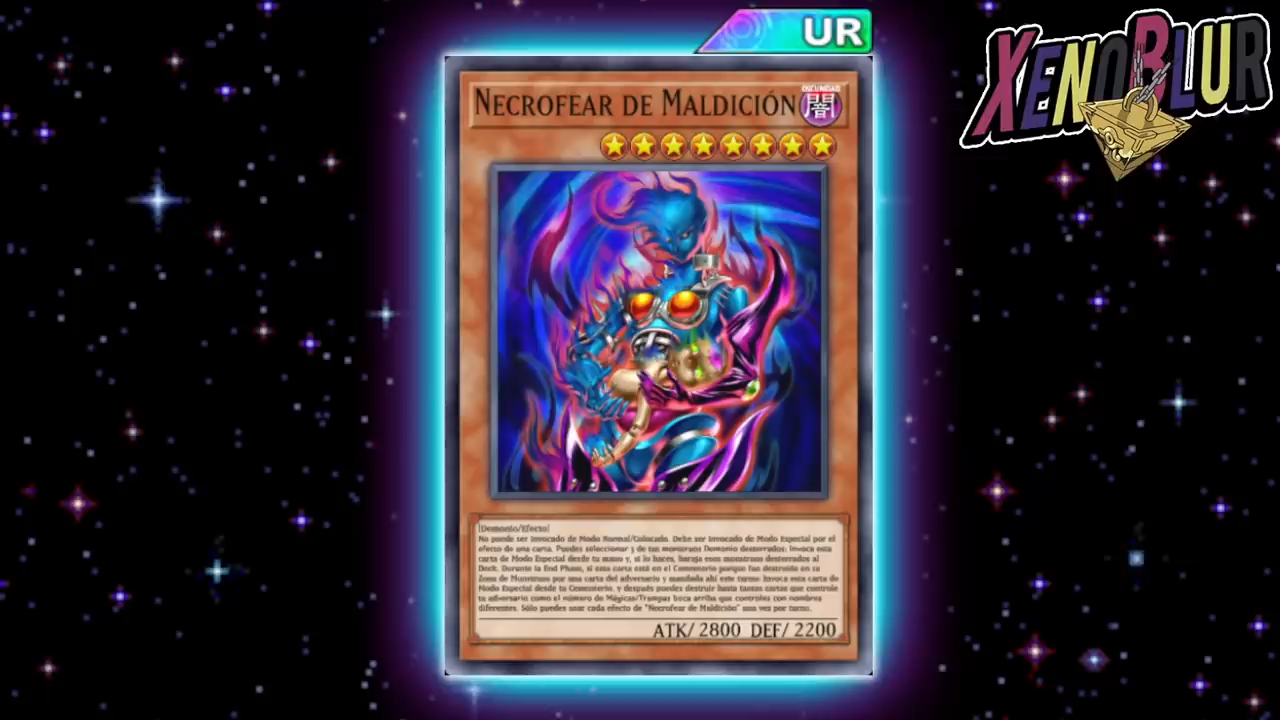 UR
XENOBLUR
NECROFEAR DE MALDICIÓN
OSCURIDAD
闇
[Demonio/Efecto]
No puede ser Invocado de Modo Normal/Colocado. Debe ser Invocado de Modo Especial por el
efecto de una carta. Puedes seleccionar 3 de tus monstruos Demonio desterrados; Invoca esta
carta de Modo Especial desde tu mano y, si lo haces, baraja esos monstruos desterrados al
Deck. Durante la End Phase, si esta carta está en el Cementerio porque fue destruida en tu
Zona de Monstruos por una carta del adversario y mandada ahí este turno: Invoca esta carta de
Modo Especial desde tu Cementerio, y después puedes destruir hasta tantas cartas que controle
tu adversario como el número de Mágicas/Trampas boca arriba que controles con nombres
diferentes. Sólo puedes usar cada efecto de "Necrofear de Maldición" una vez por turno.
ATK/ 2800 DEF/ 2200